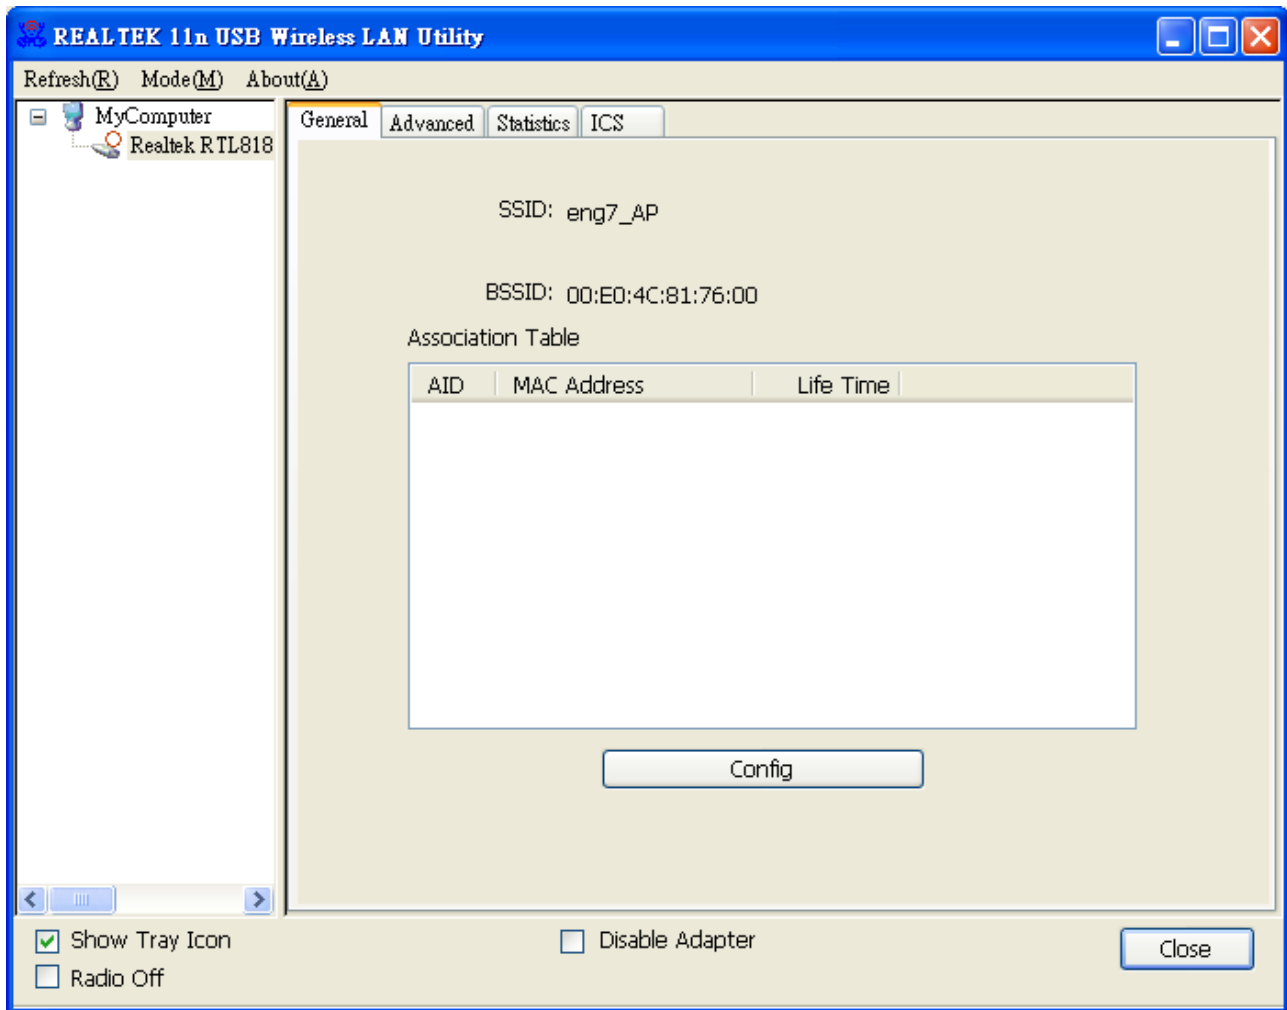 REALTEK 11n USB Wireless LAN Utility
Refresh(R) Mode(M) About(A)
MyComputer
Realtek RTL818
General Advanced Statistics ICS
SSID: eng7_AP
BSSID: 00:E0:4C:81:76:00
Association Table
AID MAC Address Life Time
Config
Show Tray Icon
Radio Off
Disable Adapter
Close